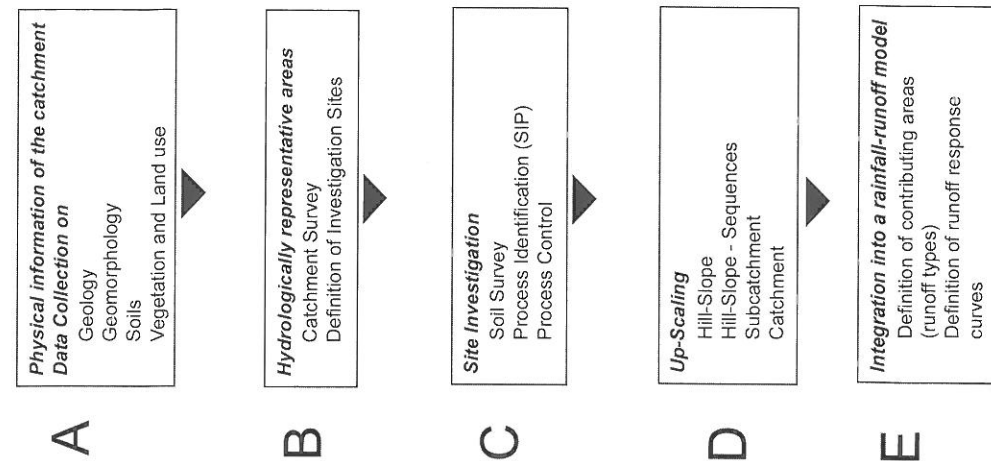 A
Physical information of the catchment
Data Collection on
Geology
Geomorphology
Soils
Vegetation and Land use
B
Hydrologically representative areas
Catchment Survey
Definition of Investigation Sites
C
Site Investigation
Soil Survey
Process Identification (SIP)
Process Control
D
Up-Scaling
Hill-Slope
Hill-Slope - Sequences
Subcatchment
Catchment
E
Integration into a rainfall-runoff model
Definition of contributing areas
(runoff types)
Definition of runoff response
curves